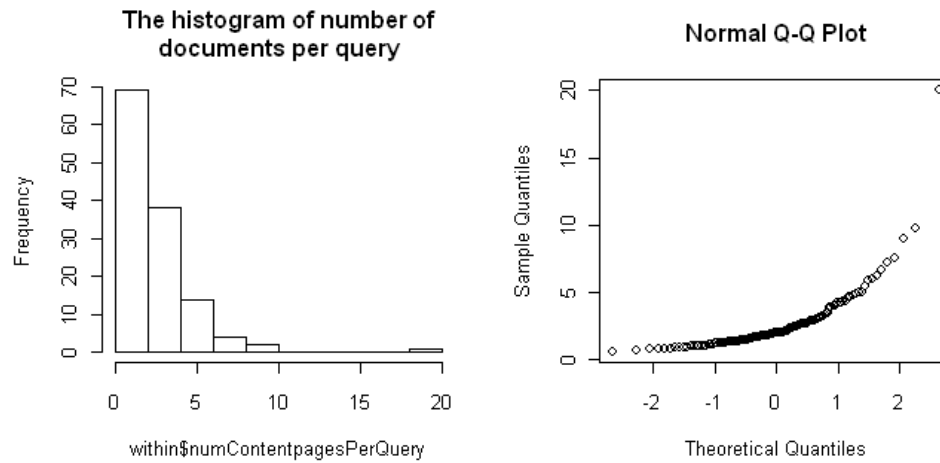 The histogram of number of
documents per query
Frequency
0 10 20 30 40 50 60 70
0 5 10 15 20
within$numContentpagesPerQuery
Normal Q-Q Plot
Sample Quantiles
0 5 10 15 20
-2 -1 0 1 2
Theoretical Quantiles